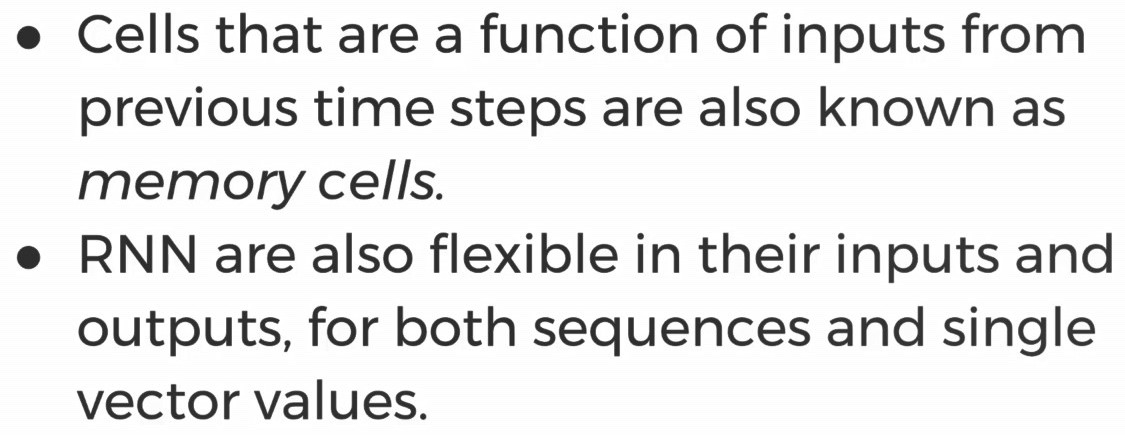 ● Cells that are a function of inputs from
previous time steps are also known as
memory cells.
● RNN are also flexible in their inputs and
outputs, for both sequences and single
vector values.